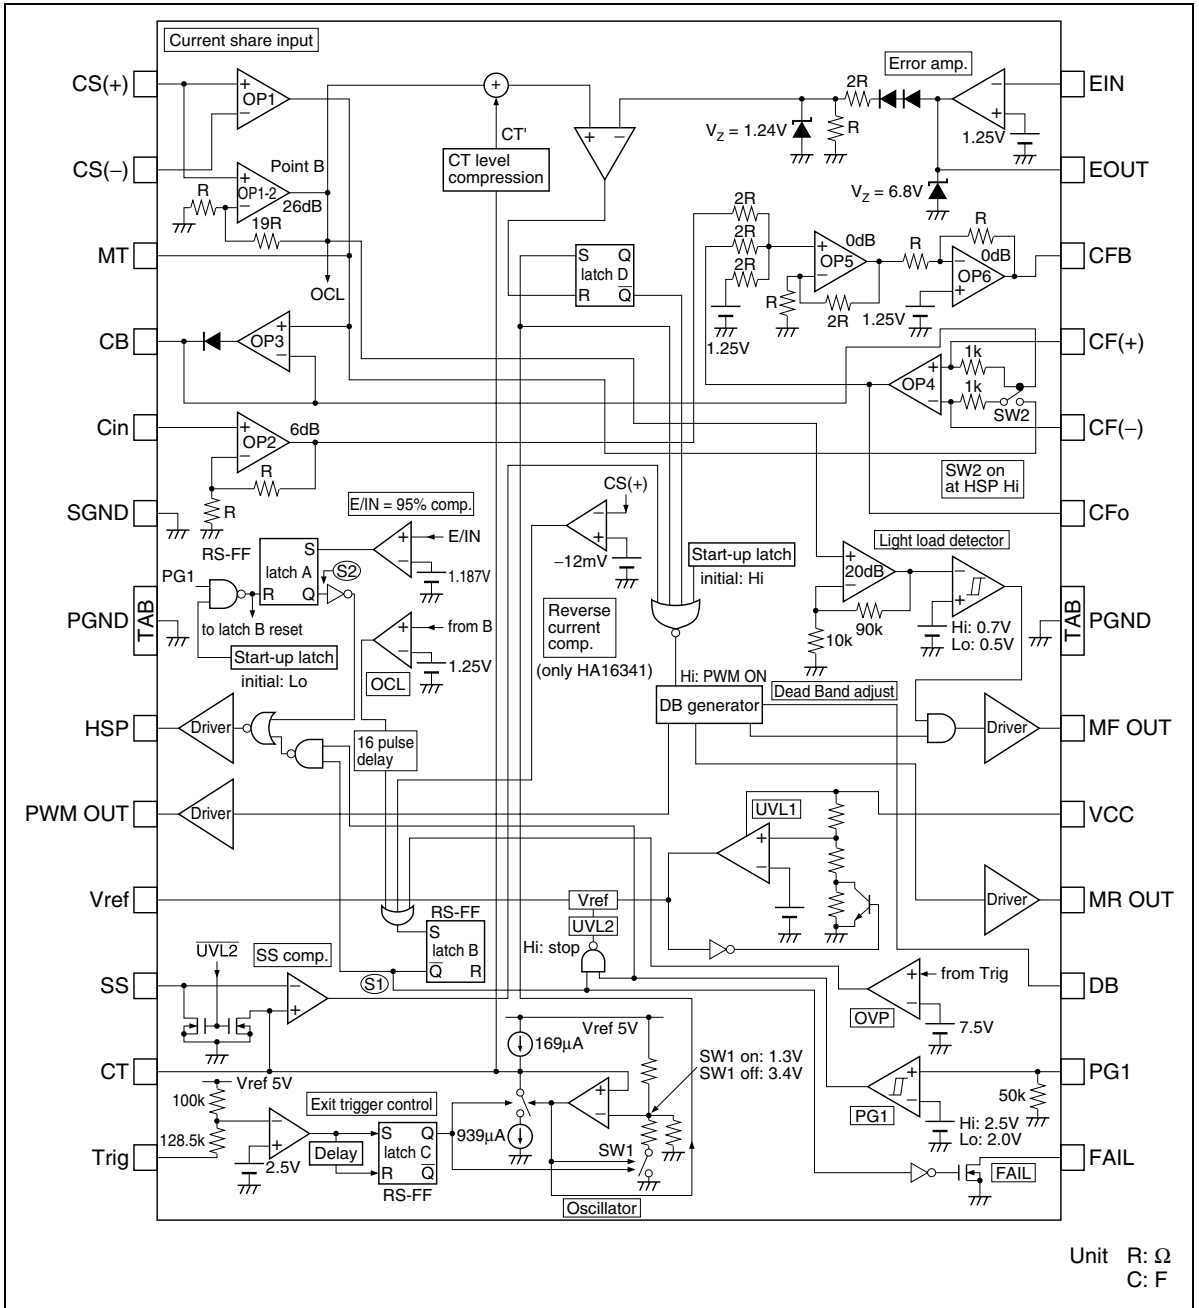 Current share input
CS(+)
+
OP1
−
CS(−)
Point B
+
OP1-2
−
26dB
R
19R
MT
OCL
CB
+
OP3
−
Cin
+
OP2
−
6dB
R
R
SGND
PGND
TAB
E/IN = 95% comp.
+
E/IN
−
1.187V
RS-FF
S
latch A
R
Q
S2
PG1
to latch B reset
Start-up latch
initial: Lo
+
from B
−
1.25V
OCL
HSP
Driver
16 pulse
delay
PWM OUT
Driver
Vref
RS-FF
S
latch B
Q
R
S1
SS
UVL2
SS comp.
−
+
CT
Vref 5V
100k
128.5k
Trig
−
+
2.5V
Exit trigger control
Delay
S
Q
latch C
R
Q
RS-FF
+
CT'
CT level
compression
+
−
S
Q
latch D
R
Q
CS(+)
−
+
−12mV
Reverse
current
comp.
(only HA16341)
Start-up latch
initial: Hi
Hi: PWM ON
DB generator
Dead Band adjust
Vref
UVL2
Hi: stop
UVL1
+
−
Vref 5V
169µA
939µA
+
−
SW1 on: 1.3V
SW1 off: 3.4V
SW1
Oscillator
Error amp.
−
+
1.25V
2R
R
VZ = 1.24V
VZ = 6.8V
EIN
EOUT
2R
2R
2R
1.25V
+
0dB
OP5
−
R
2R
R
R
−
0dB
OP6
+
1.25V
CFB
CF(+)
+
OP4
−
1k
1k
SW2
CF(−)
SW2 on
at HSP Hi
CFo
Light load detector
+
20dB
−
90k
10k
−
+
Hi: 0.7V
Lo: 0.5V
TAB
PGND
Driver
MF OUT
VCC
Driver
MR OUT
+
from Trig
−
OVP
7.5V
DB
PG1
+
−
PG1
50k
Hi: 2.5V
Lo: 2.0V
FAIL
FAIL
Unit R: Ω
C: F